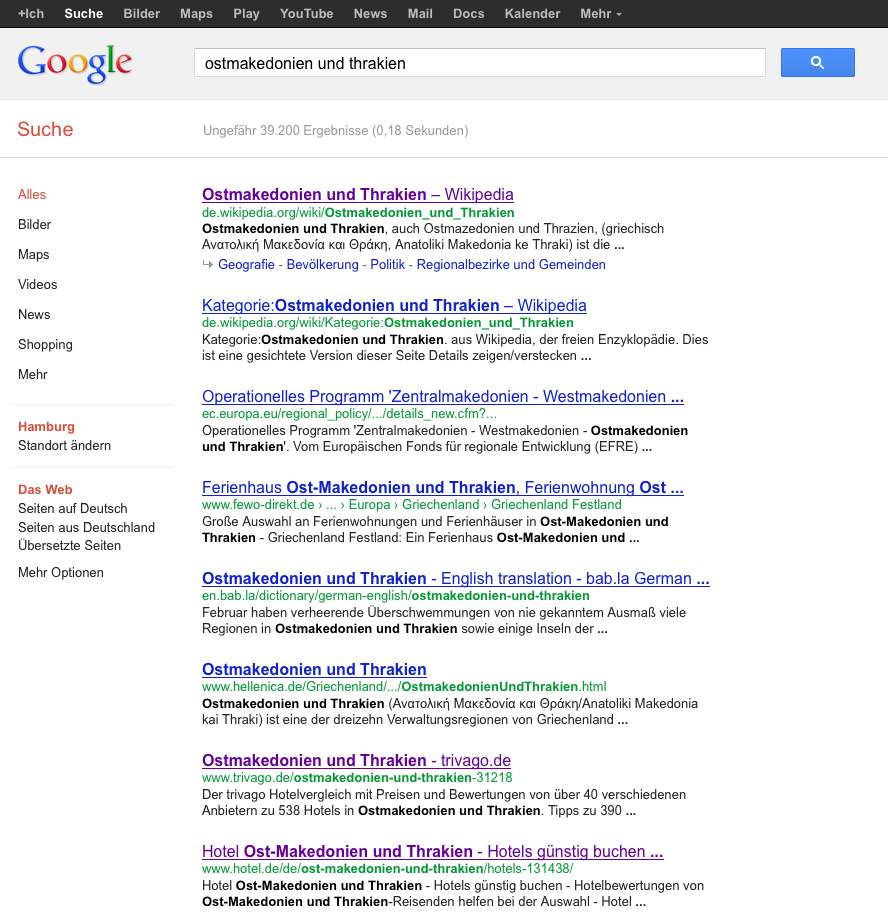 +Ich Suche Bilder Maps Play YouTube News Mail Docs Kalender Mehr
Google
ostmakedonien und thrakien
Suche
Ungefähr 39.200 Ergebnisse (0,18 Sekunden)
Alles
Bilder
Maps
Videos
News
Shopping
Mehr
Hamburg
Standort ändern
Das Web
Seiten auf Deutsch
Seiten aus Deutschland
Übersetzte Seiten
Mehr Optionen
Ostmakedonien und Thrakien – Wikipedia
de.wikipedia.org/wiki/Ostmakedonien_und_Thrakien
Ostmakedonien und Thrakien, auch Ostmazedonien und Thrazien, (griechisch
Ανατολική Μακεδονία και Θράκη, Anatoliki Makedonia ke Thraki) ist die ...
Geografie - Bevölkerung - Politik - Regionalbezirke und Gemeinden
Kategorie:Ostmakedonien und Thrakien – Wikipedia
de.wikipedia.org/wiki/Kategorie:Ostmakedonien_und_Thrakien
Kategorie:Ostmakedonien und Thrakien. aus Wikipedia, der freien Enzyklopädie. Dies
ist eine gesichtete Version dieser Seite Details zeigen/verstecken ...
Operationelles Programm 'Zentralmakedonien - Westmakedonien ...
ec.europa.eu/regional_policy/.../details_new.cfm?...
Operationelles Programm 'Zentralmakedonien - Westmakedonien - Ostmakedonien
und Thrakien'. Vom Europäischen Fonds für regionale Entwicklung (EFRE) ...
Ferienhaus Ost-Makedonien und Thrakien, Ferienwohnung Ost ...
www.fewo-direkt.de › ... › Europa › Griechenland › Griechenland Festland
Große Auswahl an Ferienwohnungen und Ferienhäuser in Ost-Makedonien und
Thrakien - Griechenland Festland: Ein Ferienhaus Ost-Makedonien und ...
Ostmakedonien und Thrakien - English translation - bab.la German ...
en.bab.la/dictionary/german-english/ostmakedonien-und-thrakien
Februar haben verheerende Überschwemmungen von nie gekanntem Ausmaß viele
Regionen in Ostmakedonien und Thrakien sowie einige Inseln der ...
Ostmakedonien und Thrakien
www.hellenica.de/Griechenland/.../OstmakedonienUndThrakien.html
Ostmakedonien und Thrakien (Ανατολική Μακεδονία και Θράκη/Anatoliki Makedonia
kai Thraki) ist eine der dreizehn Verwaltungsregionen von Griechenland ...
Ostmakedonien und Thrakien - trivago.de
www.trivago.de/ostmakedonien-und-thrakien-31218
Der trivago Hotelvergleich mit Preisen und Bewertungen von über 40 verschiedenen
Anbietern zu 538 Hotels in Ostmakedonien und Thrakien. Tipps zu 390 ...
Hotel Ost-Makedonien und Thrakien - Hotels günstig buchen ...
www.hotel.de/de/ost-makedonien-und-thrakien/hotels-131438/
Hotel Ost-Makedonien und Thrakien - Hotels günstig buchen - Hotelbewertungen von
Ost-Makedonien und Thrakien-Reisenden helfen bei der Auswahl - Hotel ...